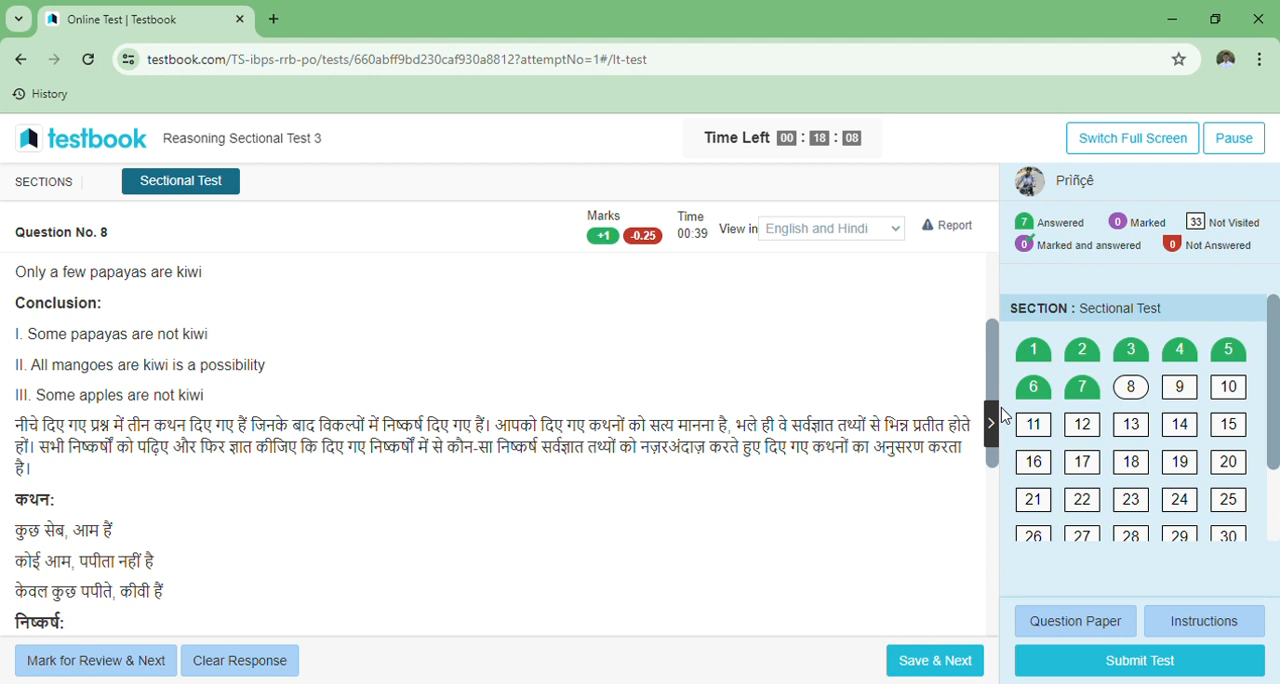 Online Test | Testbook
testbook.com/TS-ibps-rrb-po/tests/660abff9bd230caf930a8812?attemptNo=1#/lt-test
History
testbook Reasoning Sectional Test 3 Time Left 00 : 18 : 08 Switch Full Screen Pause
SECTIONS Sectional Test Prìñçê
Question No. 8 Marks +1 -0.25 Time 00:39 View in English and Hindi Report
7 Answered 0 Marked 33 Not Visited
0 Marked and answered 0 Not Answered
Only a few papayas are kiwi
Conclusion:
I. Some papayas are not kiwi
II. All mangoes are kiwi is a possibility
III. Some apples are not kiwi
नीचे दिए गए प्रश्न में तीन कथन दिए गए हैं जिनके बाद विकल्पों में निष्कर्ष दिए गए हैं। आपको दिए गए कथनों को सत्य मानना है, भले ही वे सर्वज्ञात तथ्यों से भिन्न प्रतीत होते
हों। सभी निष्कर्षों को पढ़िए और फिर ज्ञात कीजिए कि दिए गए निष्कर्षों में से कौन-सा निष्कर्ष सर्वज्ञात तथ्यों को नज़रअंदाज़ करते हुए दिए गए कथनों का अनुसरण करता
है।
कथन:
कुछ सेब, आम हैं
कोई आम, पपीता नहीं है
केवल कुछ पपीते, कीवी हैं
निष्कर्ष:
SECTION : Sectional Test
1 2 3 4 5
6 7 8 9 10
11 12 13 14 15
16 17 18 19 20
21 22 23 24 25
26 27 28 29 30
Question Paper Instructions
Mark for Review & Next Clear Response Save & Next Submit Test